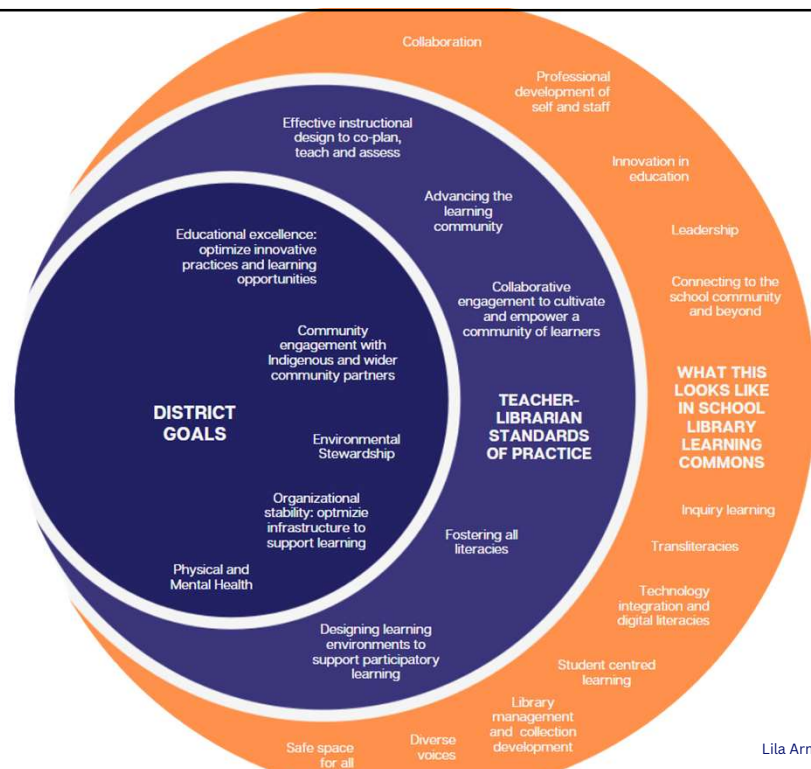 Collaboration
Professional
development of
self and staff
Innovation in
education
Leadership
Connecting to the
school community
and beyond
WHAT THIS
LOOKS LIKE
IN SCHOOL
LIBRARY
LEARNING
COMMONS
Inquiry learning
Transliteracies
Technology
integration and
digital literacies
Student centred
learning
Library
management
and collection
development
Diverse
voices
Safe space
for all
Effective instructional
design to co-plan,
teach and assess
Advancing the
learning
community
Collaborative
engagement to cultivate
and empower a
community of learners
TEACHER-
LIBRARIAN
STANDARDS
OF PRACTICE
Fostering all
literacies
Designing learning
environments to
support participatory
learning
Educational excellence:
optimize innovative
practices and learning
opportunities
Community
engagement with
Indigenous and wider
community partners
DISTRICT
GOALS
Environmental
Stewardship
Organizational
stability: optmizie
infrastructure to
support learning
Physical and
Mental Health
Lila